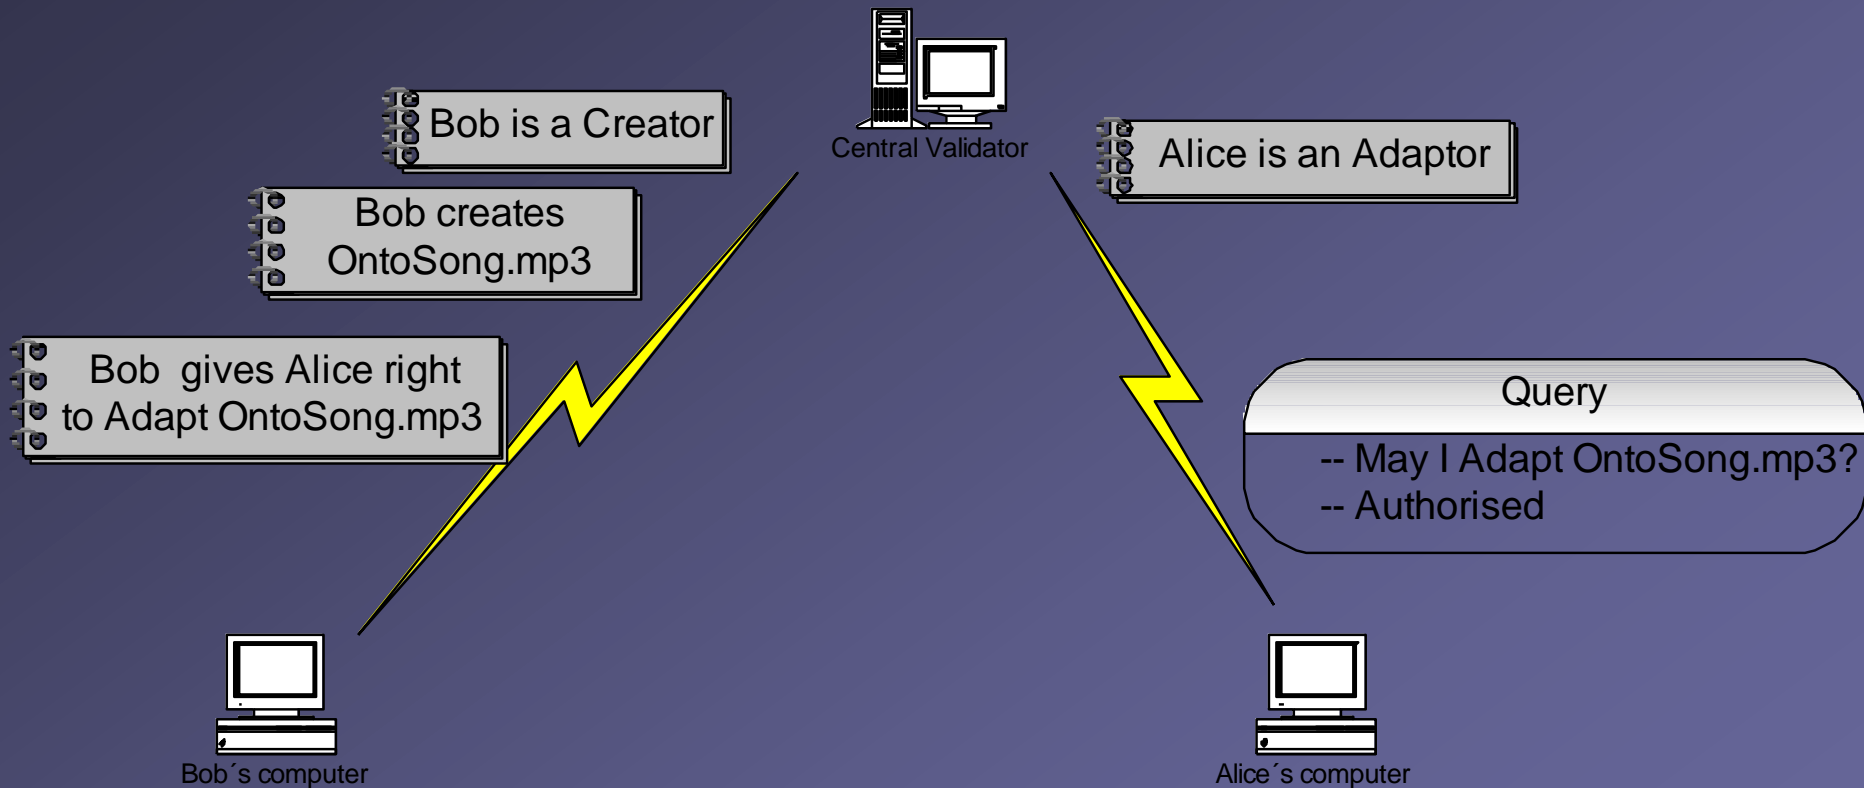 Bob is a Creator
Central Validator
Alice is an Adaptor
Bob creates
OntoSong.mp3
Bob  gives Alice right
to Adapt OntoSong.mp3
Query
-- May I Adapt OntoSong.mp3?
-- Authorised
Bob´s computer
Alice´s computer